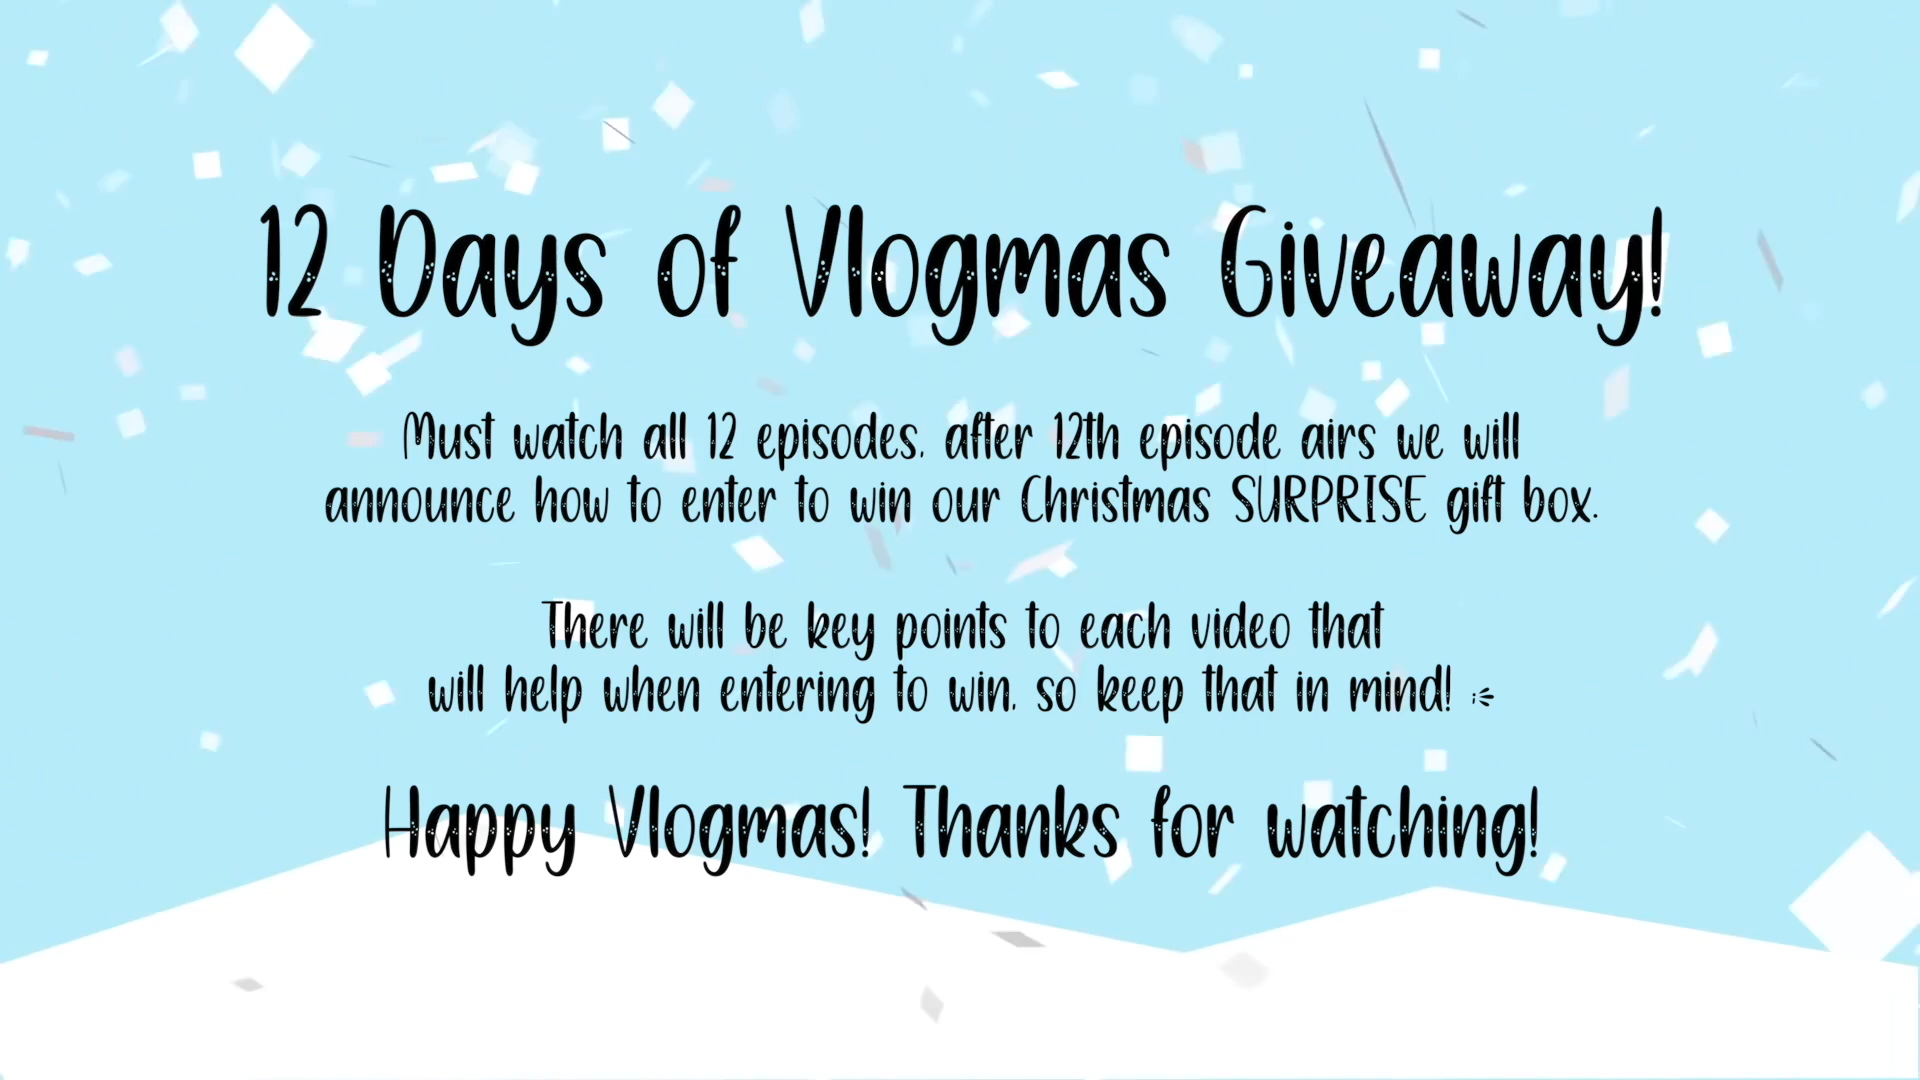 12 Days of Vlogmas Giveaway!
Must watch all 12 episodes, after 12th episode airs we will
announce how to enter to win our Christmas SURPRISE gift box.
There will be key points to each video that
will help when entering to win, so keep that in mind! ;)
Happy Vlogmas! Thanks for watching!